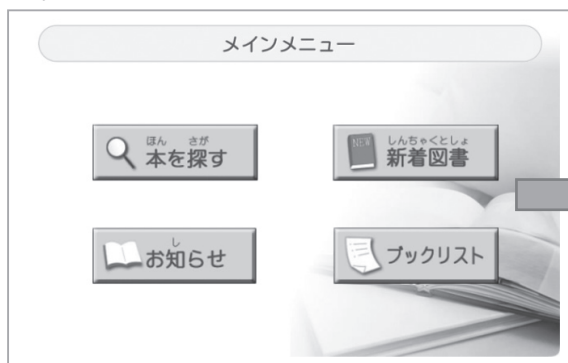 メインメニュー
ほん さが
本を探す
しんちゃくとしょ
NEW 新着図書
し
お知らせ
ブックリスト